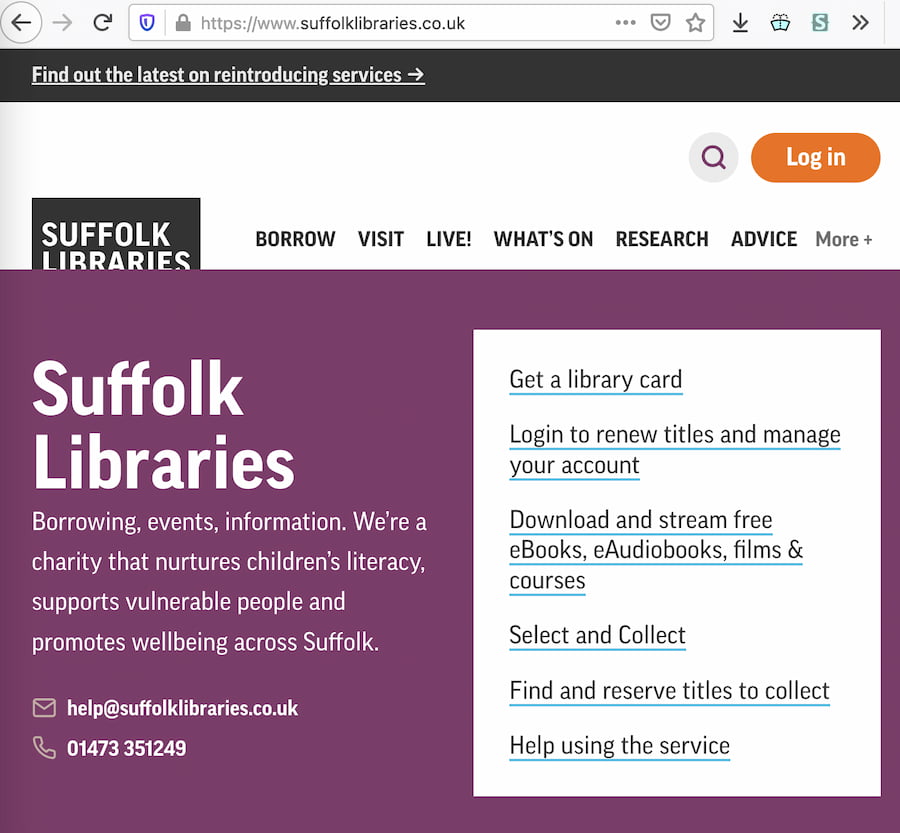 https://www.suffolklibraries.co.uk
Find out the latest on reintroducing services →
Log in
SUFFOLK
LIBRARIES
BORROW VISIT LIVE! WHAT'S ON RESEARCH ADVICE More +
Suffolk
Libraries
Borrowing, events, information. We're a
charity that nurtures children's literacy,
supports vulnerable people and
promotes wellbeing across Suffolk.
help@suffolklibraries.co.uk
01473 351249
Get a library card
Login to renew titles and manage
your account
Download and stream free
eBooks, eAudiobooks, films &
courses
Select and Collect
Find and reserve titles to collect
Help using the service